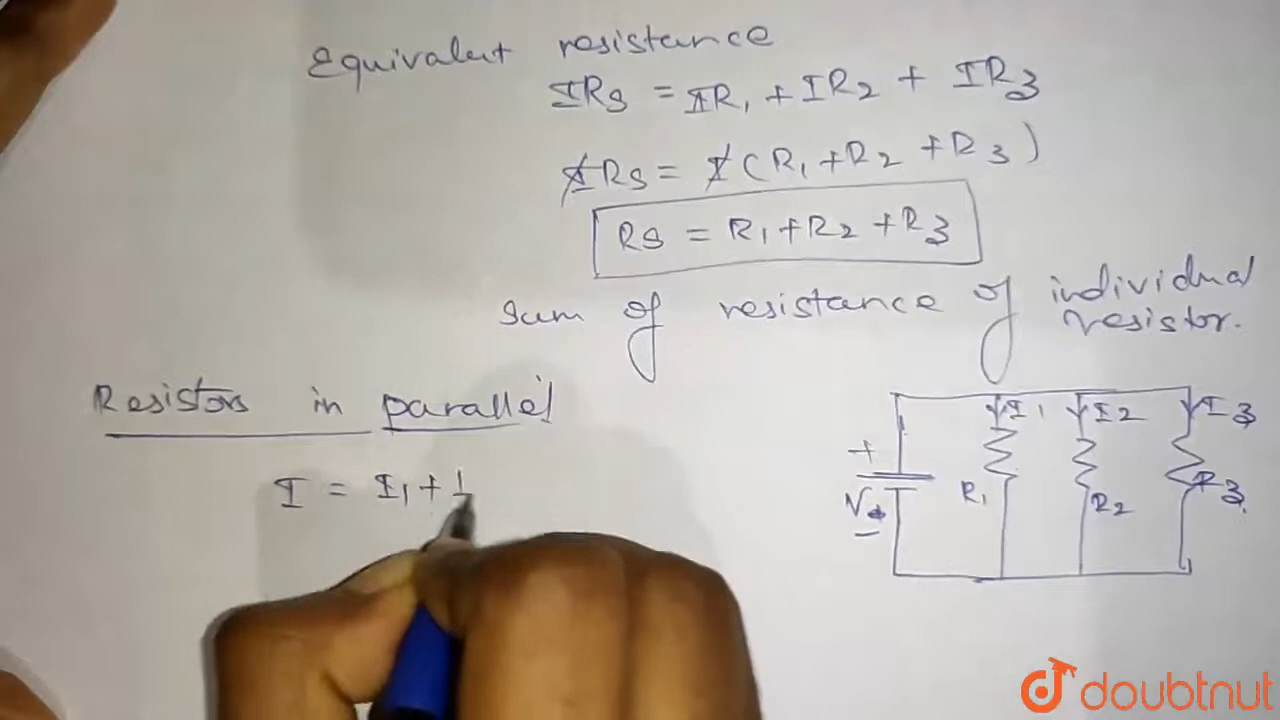 Equivalent resistance
IRs = IR1 + IR2 + IR3
IRs = I(R1 + R2 + R3)
Rs = R1 + R2 + R3
Sum of resistance of individual
resistor.
Resistors in parallel
I = I1 +
I1 I2 I3
+
V
R1 R2 R3
doubtnut